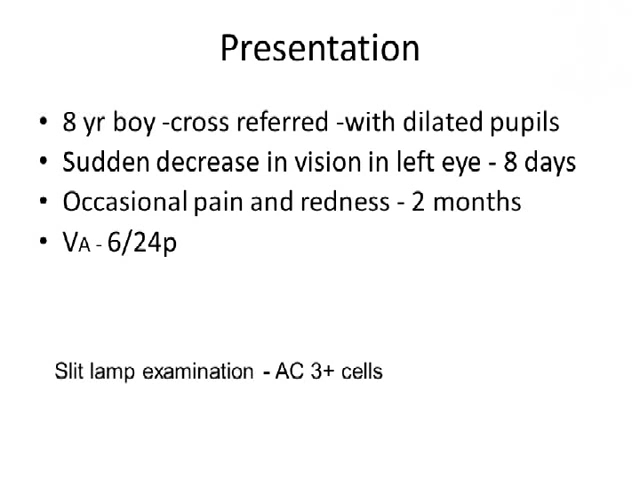 Presentation
• 8 yr boy -cross referred -with dilated pupils
• Sudden decrease in vision in left eye - 8 days
• Occasional pain and redness - 2 months
• VA - 6/24p
Slit lamp examination - AC 3+ cells